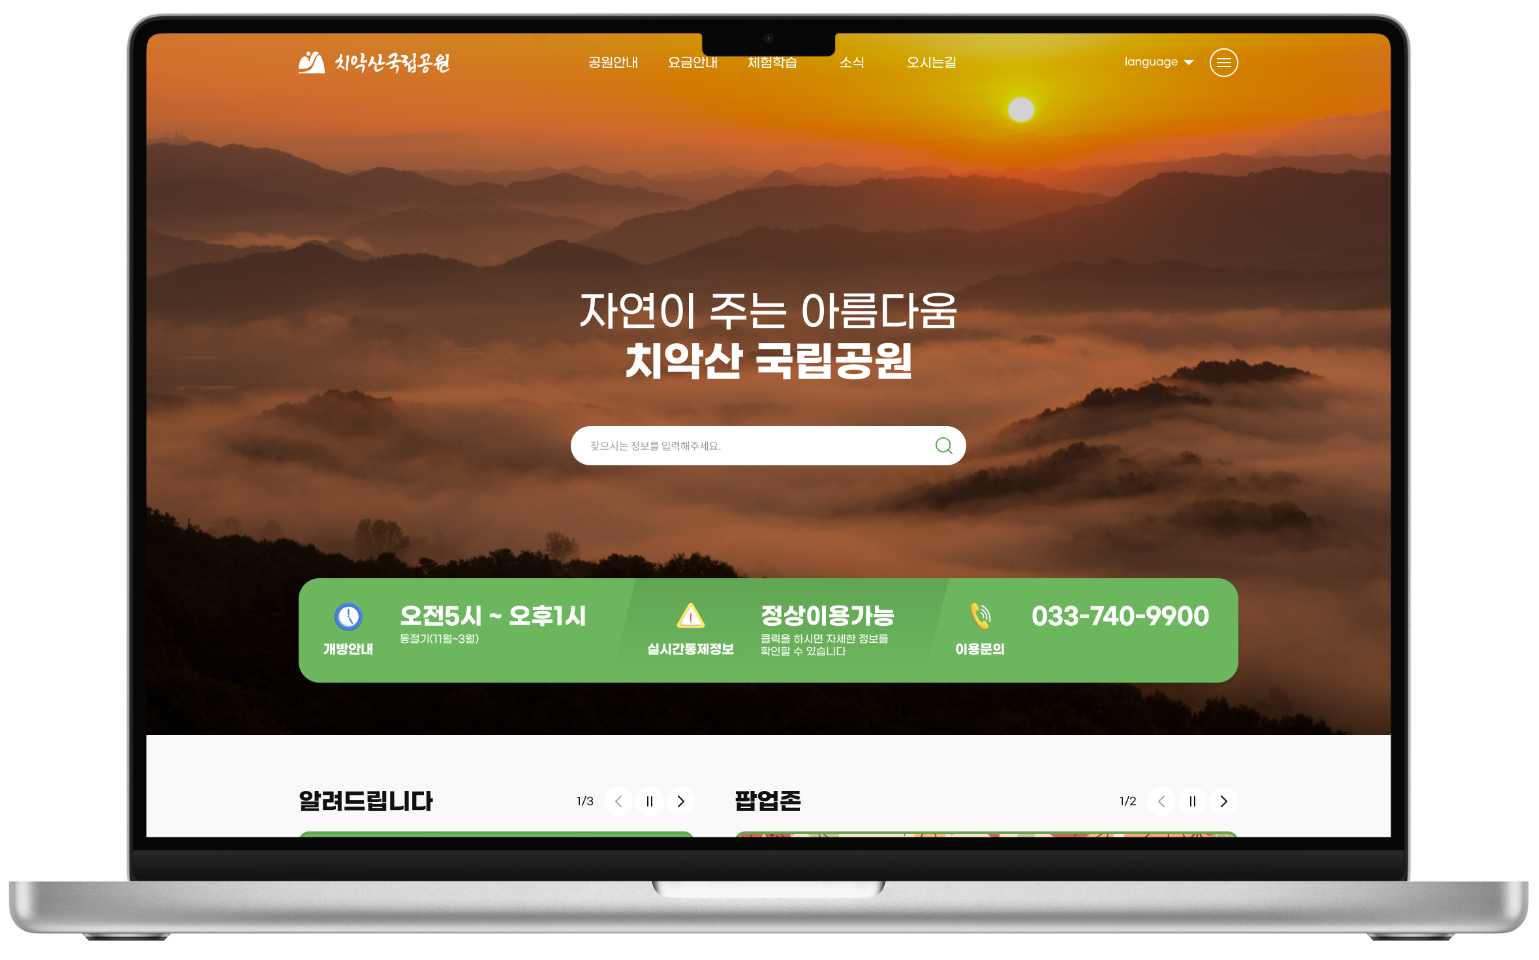 치악산국립공원
공원안내 요금안내 체험학습 소식 오시는길
language
자연이 주는 아름다움
치악산 국립공원
찾으시는 정보를 입력해주세요.
개방안내
오전5시 ~ 오후1시
동절기(11월~3월)
실시간통제정보
정상이용가능
클릭을 하시면 자세한 정보를
확인할 수 있습니다
이용문의
033-740-9900
알려드립니다
1/3
팝업존
1/2